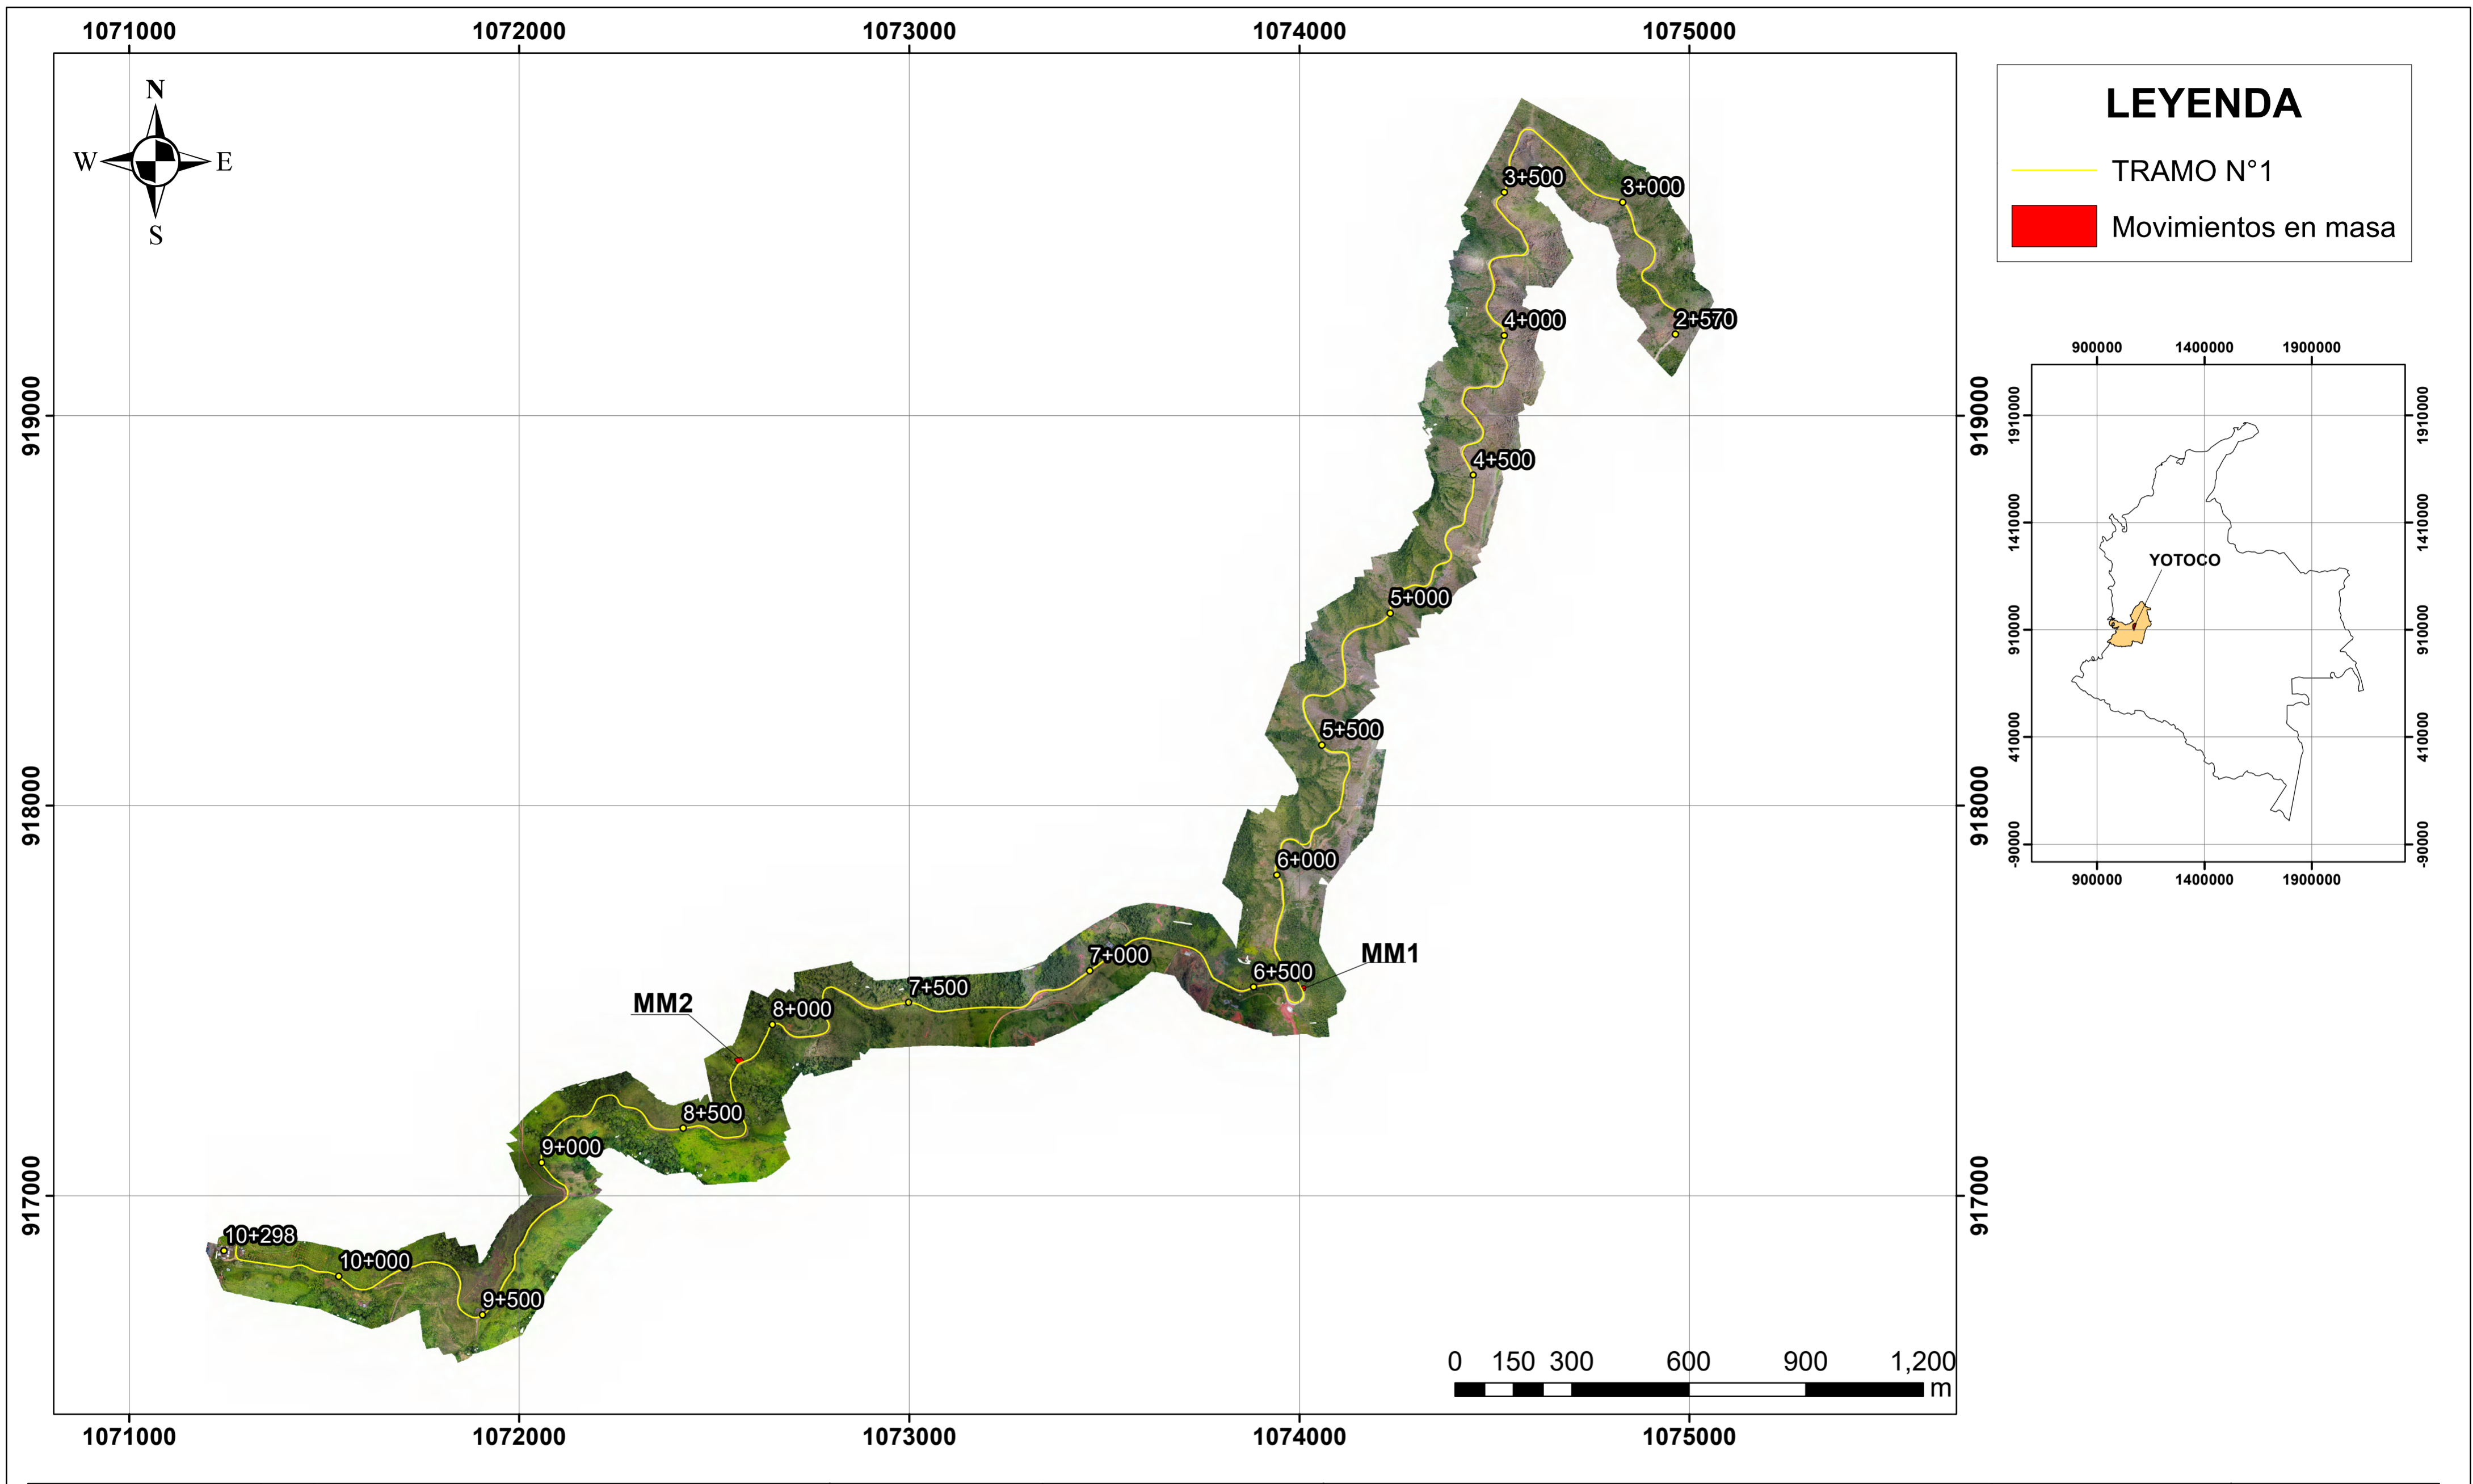 1071000 1072000 1073000 1074000 1075000
N
W E
S
LEYENDA
TRAMO N°1
Movimientos en masa
3+500
3+000
2+570
4+000
4+500
5+000
5+500
6+000
MM1
6+500
7+000
7+500
8+000
MM2
8+500
9+000
10+298
10+000
9+500
919000 919000
918000 918000
917000 917000
0 150 300 600 900 1,200
m
1071000 1072000 1073000 1074000 1075000
900000 1400000 1900000
1910000 1910000
1410000 1410000
YOTOCO
910000 910000
410000 410000
-90000 -90000
900000 1400000 1900000